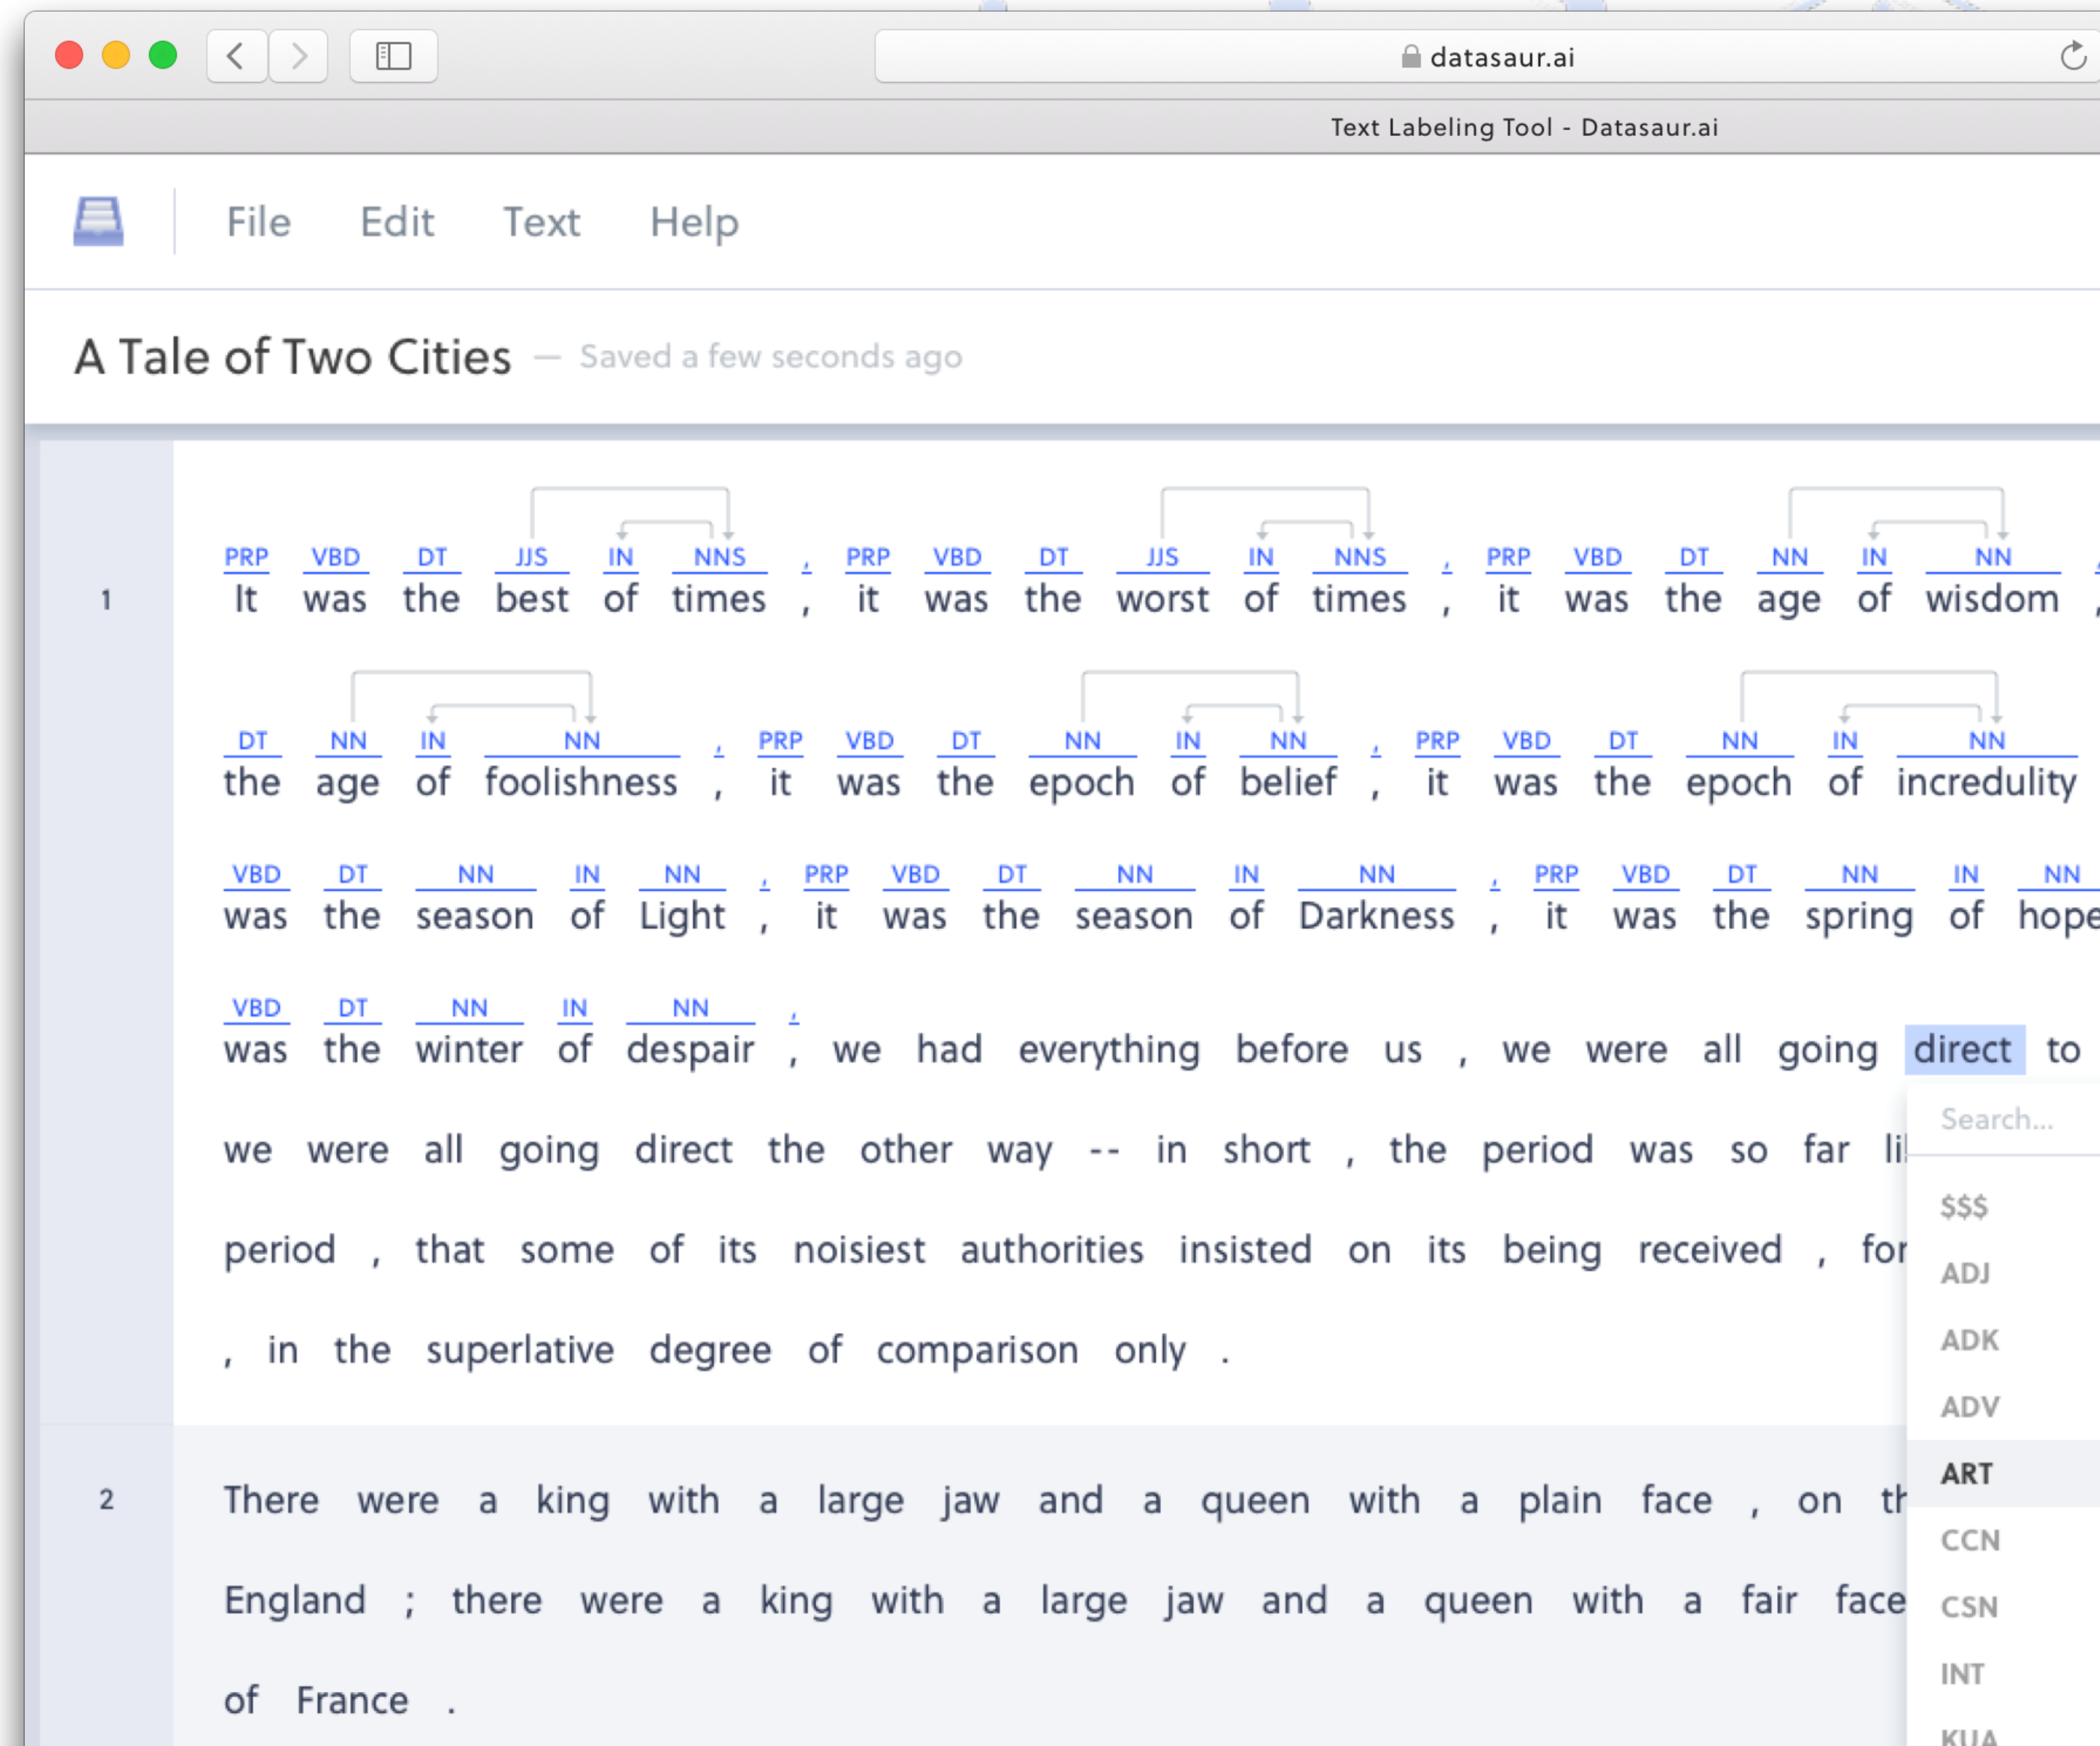 datasaur.ai
Text Labeling Tool - Datasaur.ai
File Edit Text Help
A Tale of Two Cities — Saved a few seconds ago
PRP VBD DT JJS IN NNS , PRP VBD DT JJS IN NNS , PRP VBD DT NN IN NN ,
1 It was the best of times , it was the worst of times , it was the age of wisdom ,
DT NN IN NN , PRP VBD DT NN IN NN , PRP VBD DT NN IN NN
the age of foolishness , it was the epoch of belief , it was the epoch of incredulity
VBD DT NN IN NN , PRP VBD DT NN IN NN , PRP VBD DT NN IN NN
was the season of Light , it was the season of Darkness , it was the spring of hope
VBD DT NN IN NN ,
was the winter of despair , we had everything before us , we were all going direct to
Search...
we were all going direct the other way -- in short , the period was so far
$$$
period , that some of its noisiest authorities insisted on its being received , for
ADJ
ADK
, in the superlative degree of comparison only .
ADV
ART
2 There were a king with a large jaw and a queen with a plain face , on
CCN
England ; there were a king with a large jaw and a queen with a fair face
CSN
INT
of France .
KUA